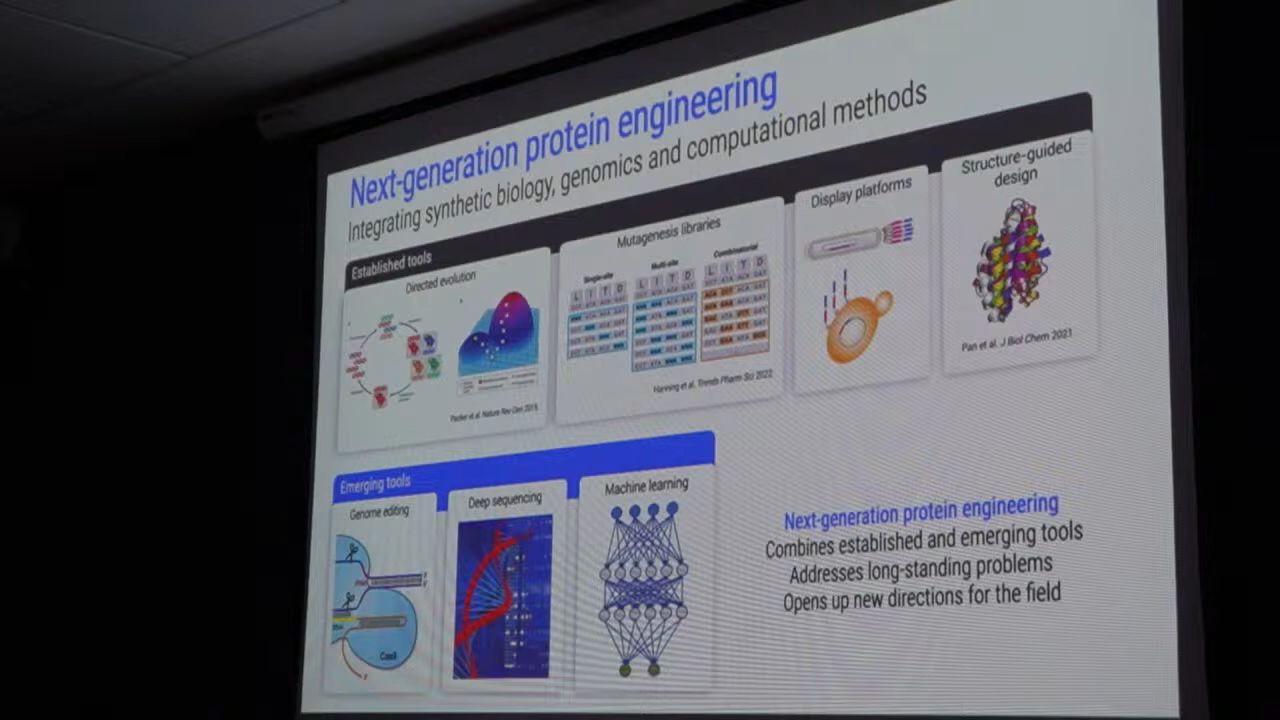 Next-generation protein engineering
Integrating synthetic biology, genomics and computational methods
Established tools
Directed evolution
Packer et al. Nature Rev Gen 2015
Mutagenesis libraries
Single-site
Multi-site
Combinatorial
L I T D
L I T D
L I T D
Hanning et al. Trends Pharm Sci 2022
Display platforms
Structure-guided
design
Pan et al. J Biol Chem 2021
Emerging tools
Genome editing
Deep sequencing
Machine learning
Next-generation protein engineering
Combines established and emerging tools
Addresses long-standing problems
Opens up new directions for the field